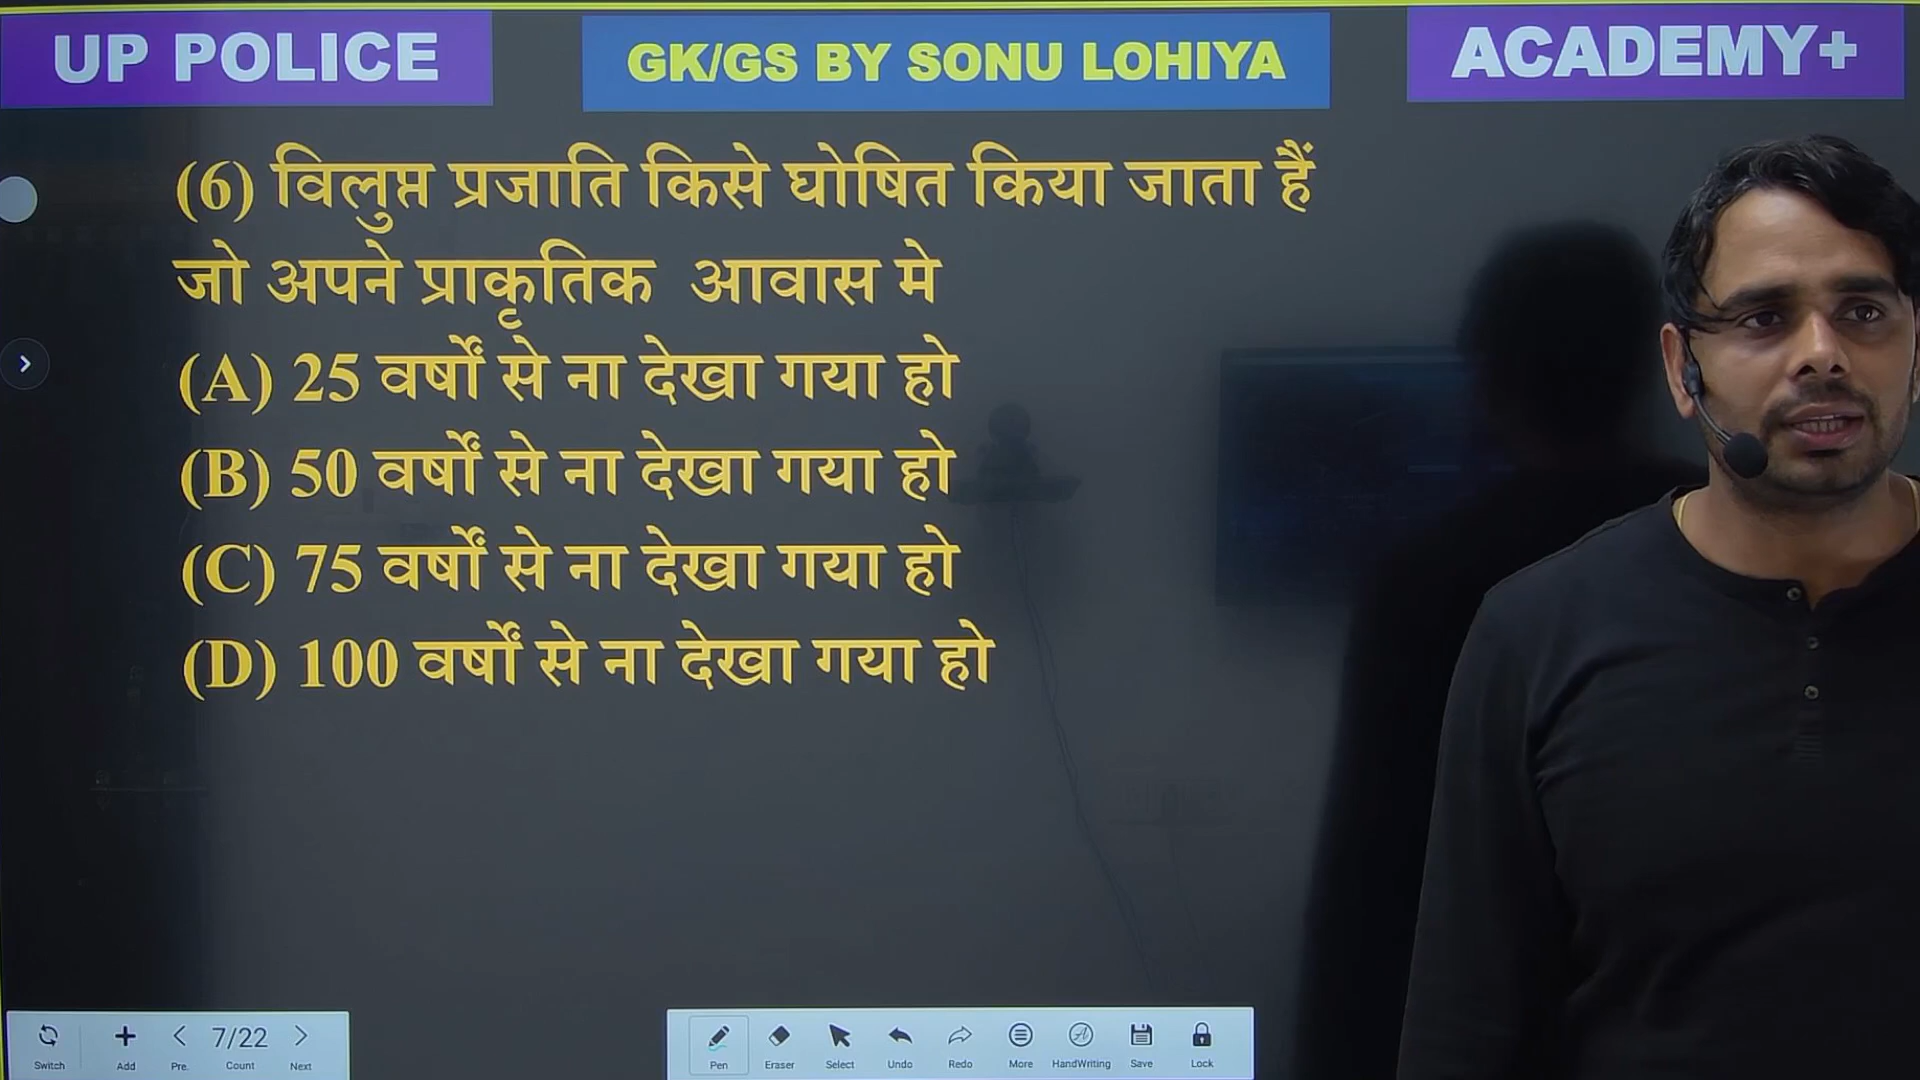 UP POLICE
GK/GS BY SONU LOHIYA
ACADEMY+
(6) विलुप्त प्रजाति किसे घोषित किया जाता हैं
जो अपने प्राकृतिक आवास मे
(A) 25 वर्षों से ना देखा गया हो
(B) 50 वर्षों से ना देखा गया हो
(C) 75 वर्षों से ना देखा गया हो
(D) 100 वर्षों से ना देखा गया हो
7/22
Switch Add Pre. Count Next
Pen Eraser Select Undo Redo More HandWriting Save Lock